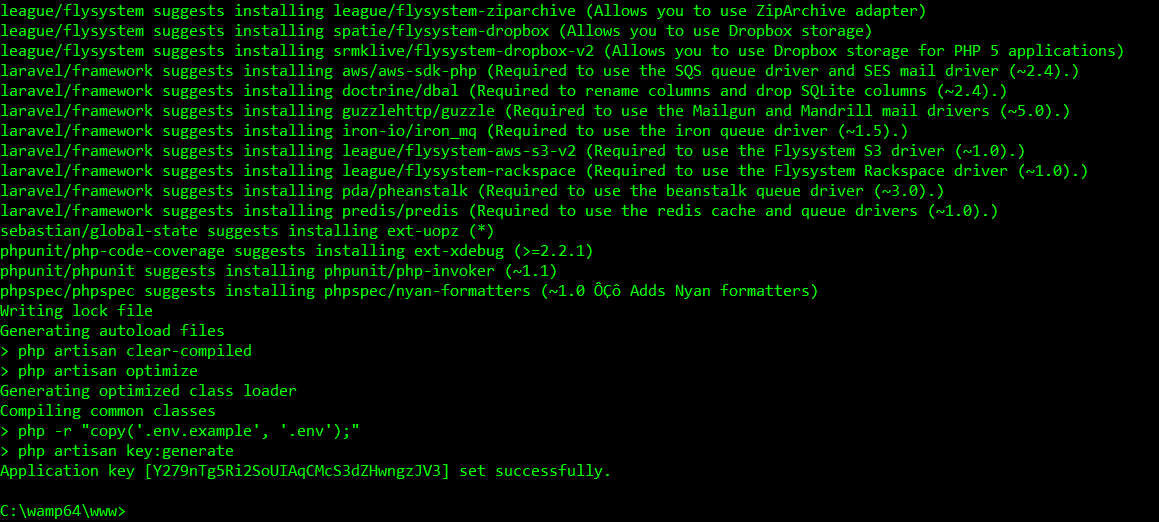 league/flysystem suggests installing league/flysystem-ziparchive (Allows you to use ZipArchive adapter)
league/flysystem suggests installing spatie/flysystem-dropbox (Allows you to use Dropbox storage)
league/flysystem suggests installing srmklive/flysystem-dropbox-v2 (Allows you to use Dropbox storage for PHP 5 applications)
laravel/framework suggests installing aws/aws-sdk-php (Required to use the SQS queue driver and SES mail driver (~2.4).)
laravel/framework suggests installing doctrine/dbal (Required to rename columns and drop SQLite columns (~2.4).)
laravel/framework suggests installing guzzlehttp/guzzle (Required to use the Mailgun and Mandrill mail drivers (~5.0).)
laravel/framework suggests installing iron-io/iron_mq (Required to use the iron queue driver (~1.5).)
laravel/framework suggests installing league/flysystem-aws-s3-v2 (Required to use the Flysystem S3 driver (~1.0).)
laravel/framework suggests installing league/flysystem-rackspace (Required to use the Flysystem Rackspace driver (~1.0).)
laravel/framework suggests installing pda/pheanstalk (Required to use the beanstalk queue driver (~3.0).)
laravel/framework suggests installing predis/predis (Required to use the redis cache and queue drivers (~1.0).)
sebastian/global-state suggests installing ext-uopz (*)
phpunit/php-code-coverage suggests installing ext-xdebug (>=2.2.1)
phpunit/phpunit suggests installing phpunit/php-invoker (~1.1)
phpspec/phpspec suggests installing phpspec/nyan-formatters (~1.0 ÔÇô Adds Nyan formatters)
Writing lock file
Generating autoload files
> php artisan clear-compiled
> php artisan optimize
Generating optimized class loader
Compiling common classes
> php -r "copy('.env.example', '.env');"
> php artisan key:generate
Application key [Y279nTg5Ri2SoUIAqCMcS3dZHwngzJV3] set successfully.
C:\wamp64\www>